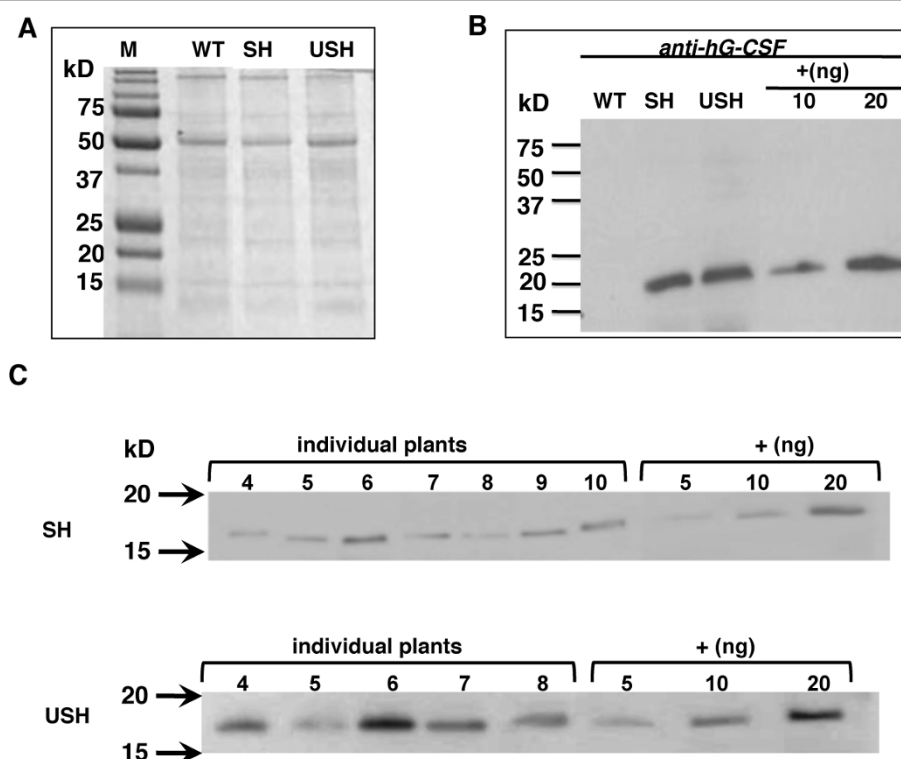 A
M WT SH USH
kD
75
50
37
25
20
15
B
anti-hG-CSF
+(ng)
kD WT SH USH 10 20
75
50
37
25
20
15
C
kD individual plants + (ng)
4 5 6 7 8 9 10 5 10 20
20
SH
15
individual plants + (ng)
4 5 6 7 8 5 10 20
20
USH
15